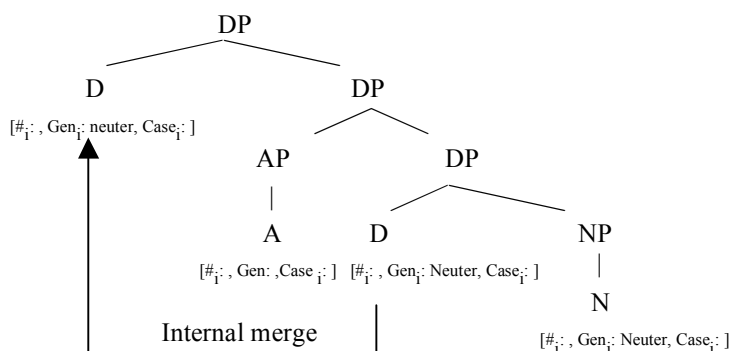 DP
D DP
[#i: , Geni: neuter, Casei: ]
AP DP
A D NP
[#i: , Gen: ,Case i: ] [#i: , Geni: Neuter, Casei: ]
N
Internal merge
[#i: , Geni: Neuter, Casei: ]